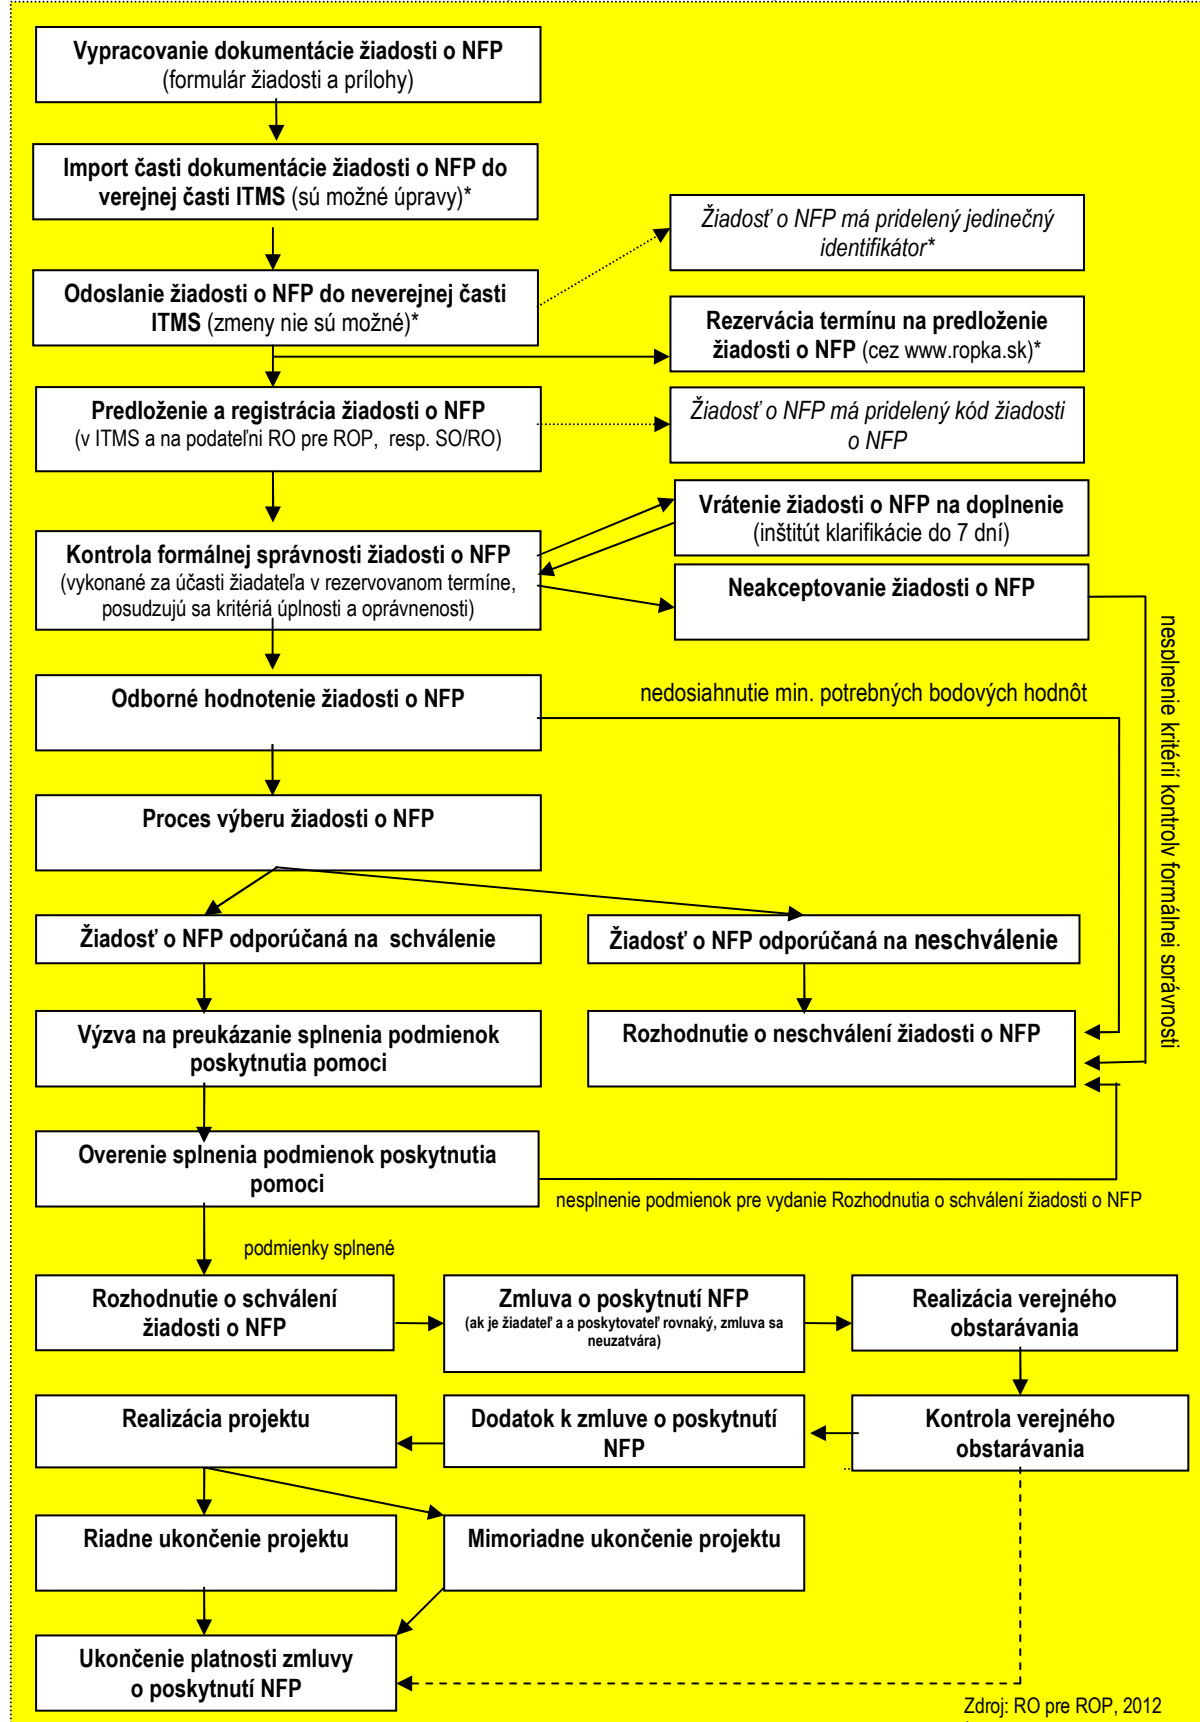 Vypracovanie dokumentácie žiadosti o NFP
(formulár žiadosti a prílohy)
Import časti dokumentácie žiadosti o NFP do
verejnej časti ITMS (sú možné úpravy)*
Žiadosť o NFP má pridelený jedinečný
identifikátor*
Odoslanie žiadosti o NFP do neverejnej časti
ITMS (zmeny nie sú možné)*
Rezervácia termínu na predloženie
žiadosti o NFP (cez www.ropka.sk)*
Predloženie a registrácia žiadosti o NFP
(v ITMS a na podateľni RO pre ROP, resp. SO/RO)
Žiadosť o NFP má pridelený kód žiadosti
o NFP
Vrátenie žiadosti o NFP na doplnenie
(inštitút klarifikácie do 7 dní)
Kontrola formálnej správnosti žiadosti o NFP
(vykonané za účasti žiadateľa v rezervovanom termíne,
posudzujú sa kritériá úplnosti a oprávnenosti)
Neakceptovanie žiadosti o NFP
nesplnenie kritérií kontroly formálnej správnosti
Odborné hodnotenie žiadosti o NFP
nedosiahnutie min. potrebných bodových hodnôt
Proces výberu žiadosti o NFP
Žiadosť o NFP odporúčaná na schválenie
Žiadosť o NFP odporúčaná na neschválenie
Výzva na preukázanie splnenia podmienok
poskytnutia pomoci
Rozhodnutie o neschválení žiadosti o NFP
Overenie splnenia podmienok poskytnutia
pomoci
nesplnenie podmienok pre vydanie Rozhodnutia o schválení žiadosti o NFP
podmienky splnené
Rozhodnutie o schválení
žiadosti o NFP
Zmluva o poskytnutí NFP
(ak je žiadateľ a a poskytovateľ rovnaký, zmluva sa
neuzatvára)
Realizácia verejného
obstarávania
Realizácia projektu
Dodatok k zmluve o poskytnutí
NFP
Kontrola verejného
obstarávania
Riadne ukončenie projektu
Mimoriadne ukončenie projektu
Ukončenie platnosti zmluvy
o poskytnutí NFP
Zdroj: RO pre ROP, 2012